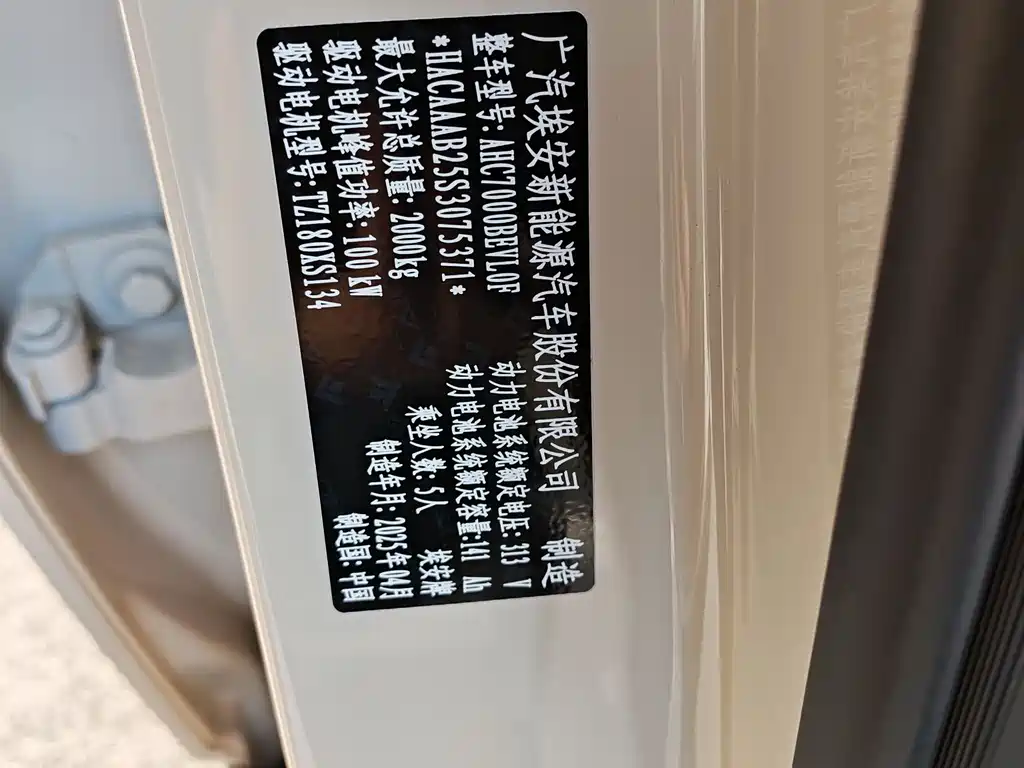 广汽埃安新能源汽车股份有限公司 制造
整车型号: AHC7000BEVL0F 动力电池系统额定电压: 313 V
*HACAAAB25S3075371* 动力电池系统额定容量:141 Ah
最大允许总质量: 2000kg 乘坐人数: 5人 埃安牌
驱动电机峰值功率: 100 kW 制造年月: 2025年04月
驱动电机型号: TZ180XS134 制造国: 中国